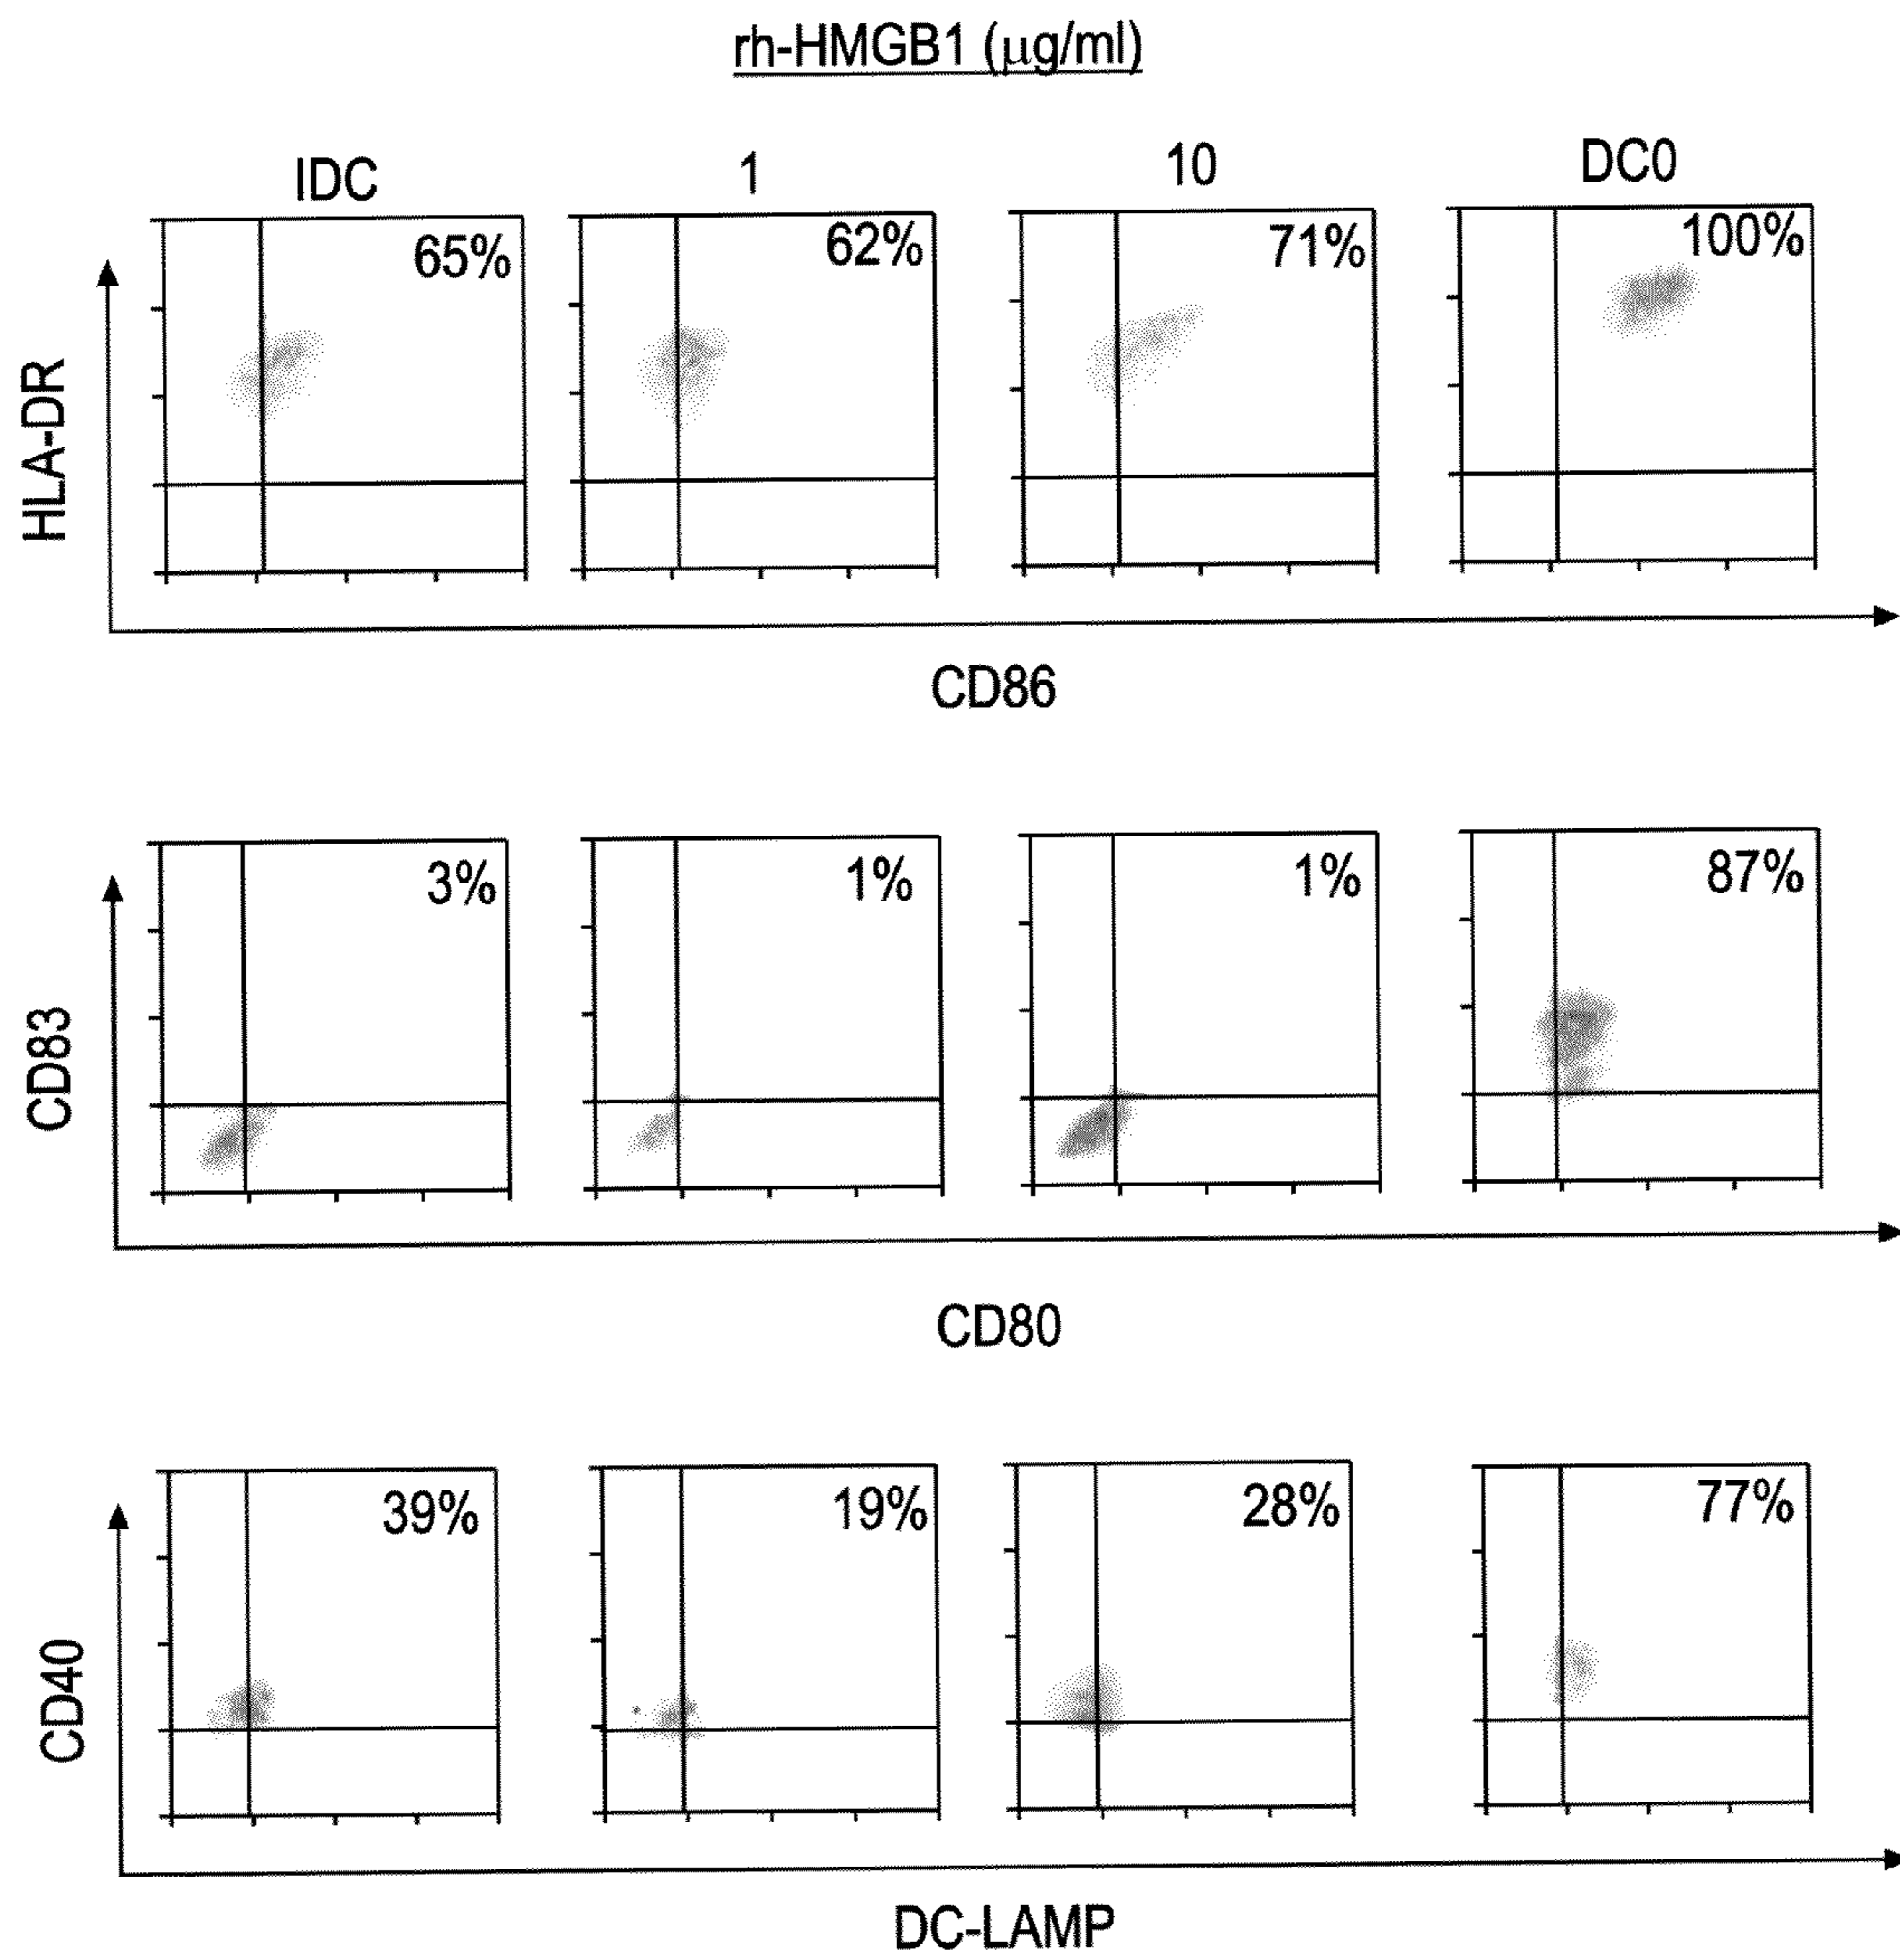 rh-HMGB1 (μg/ml)
IDC 1 10 DC0
65% 62% 71% 100%
HLA-DR
CD86
3% 1% 1% 87%
CD83
CD80
39% 19% 28% 77%
CD40
DC-LAMP